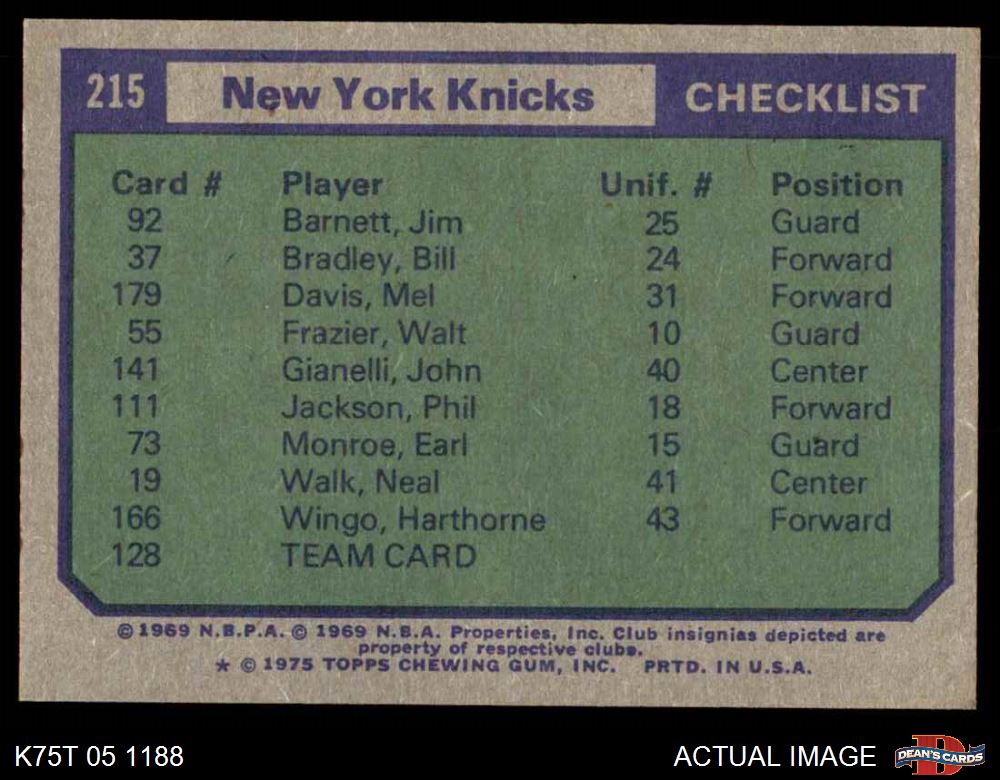 215 New York Knicks CHECKLIST
Card # Player Unif. # Position
92 Barnett, Jim 25 Guard
37 Bradley, Bill 24 Forward
179 Davis, Mel 31 Forward
55 Frazier, Walt 10 Guard
141 Gianelli, John 40 Center
111 Jackson, Phil 18 Forward
73 Monroe, Earl 15 Guard
19 Walk, Neal 41 Center
166 Wingo, Harthorne 43 Forward
128 TEAM CARD
© 1969 N.B.P.A. © 1969 N.B.A. Properties, Inc. Club insignias depicted are
property of respective clubs.
★ © 1975 TOPPS CHEWING GUM, INC. PRTD. IN U.S.A.
K75T 05 1188 ACTUAL IMAGE D DEAN'S CARDS